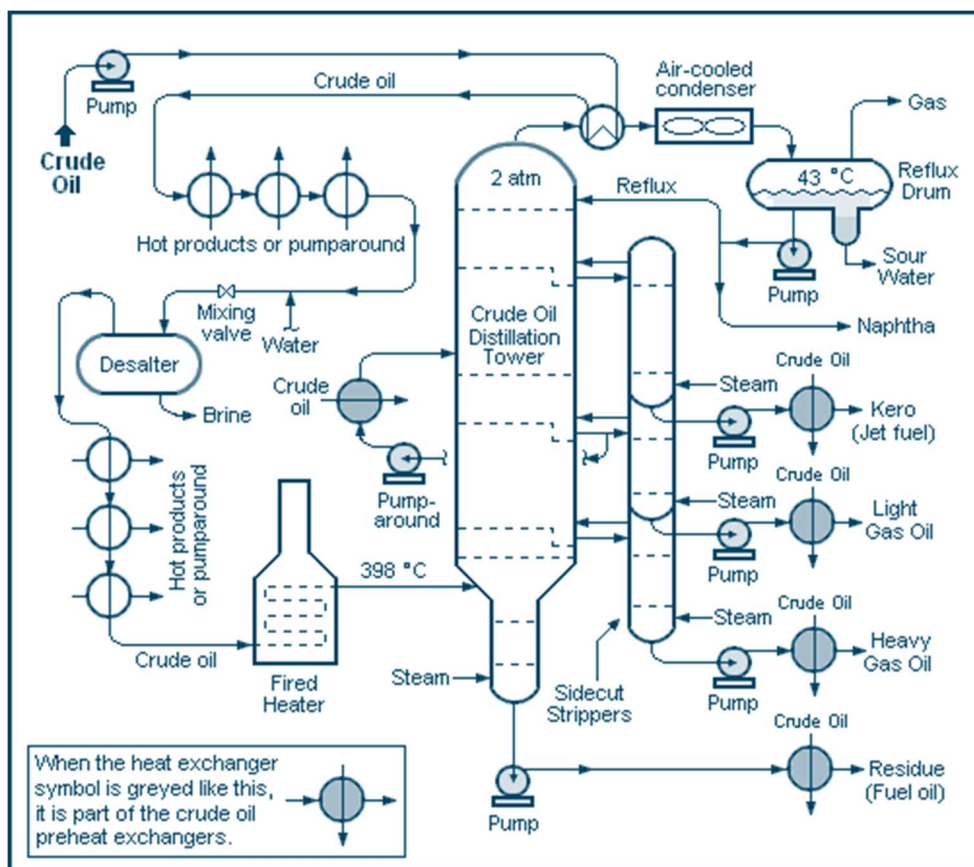 Pump
Crude oil
Crude
Oil
Air-cooled
condenser
Gas
2 atm
Reflux
43 °C
Reflux
Drum
Hot products or pumparound
Pump
Sour
Water
Mixing
valve
Water
Crude Oil
Distillation
Tower
Naphtha
Desalter
Brine
Crude
oil
Steam
Crude Oil
Pump
Kero
(Jet fuel)
Pump-
around
Hot products
or pumparound
Steam
Crude Oil
Pump
Light
Gas Oil
398 °C
Steam
Crude Oil
Crude oil
Fired
Heater
Steam
Sidecut
Strippers
Pump
Heavy
Gas Oil
Crude Oil
Pump
Residue
(Fuel oil)
When the heat exchanger
symbol is greyed like this,
it is part of the crude oil
preheat exchangers.